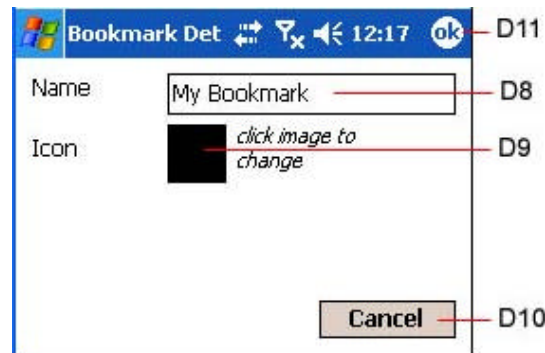 Bookmark Det 12:17 ok D11
Name My Bookmark D8
Icon click image to D9
change
Cancel D10